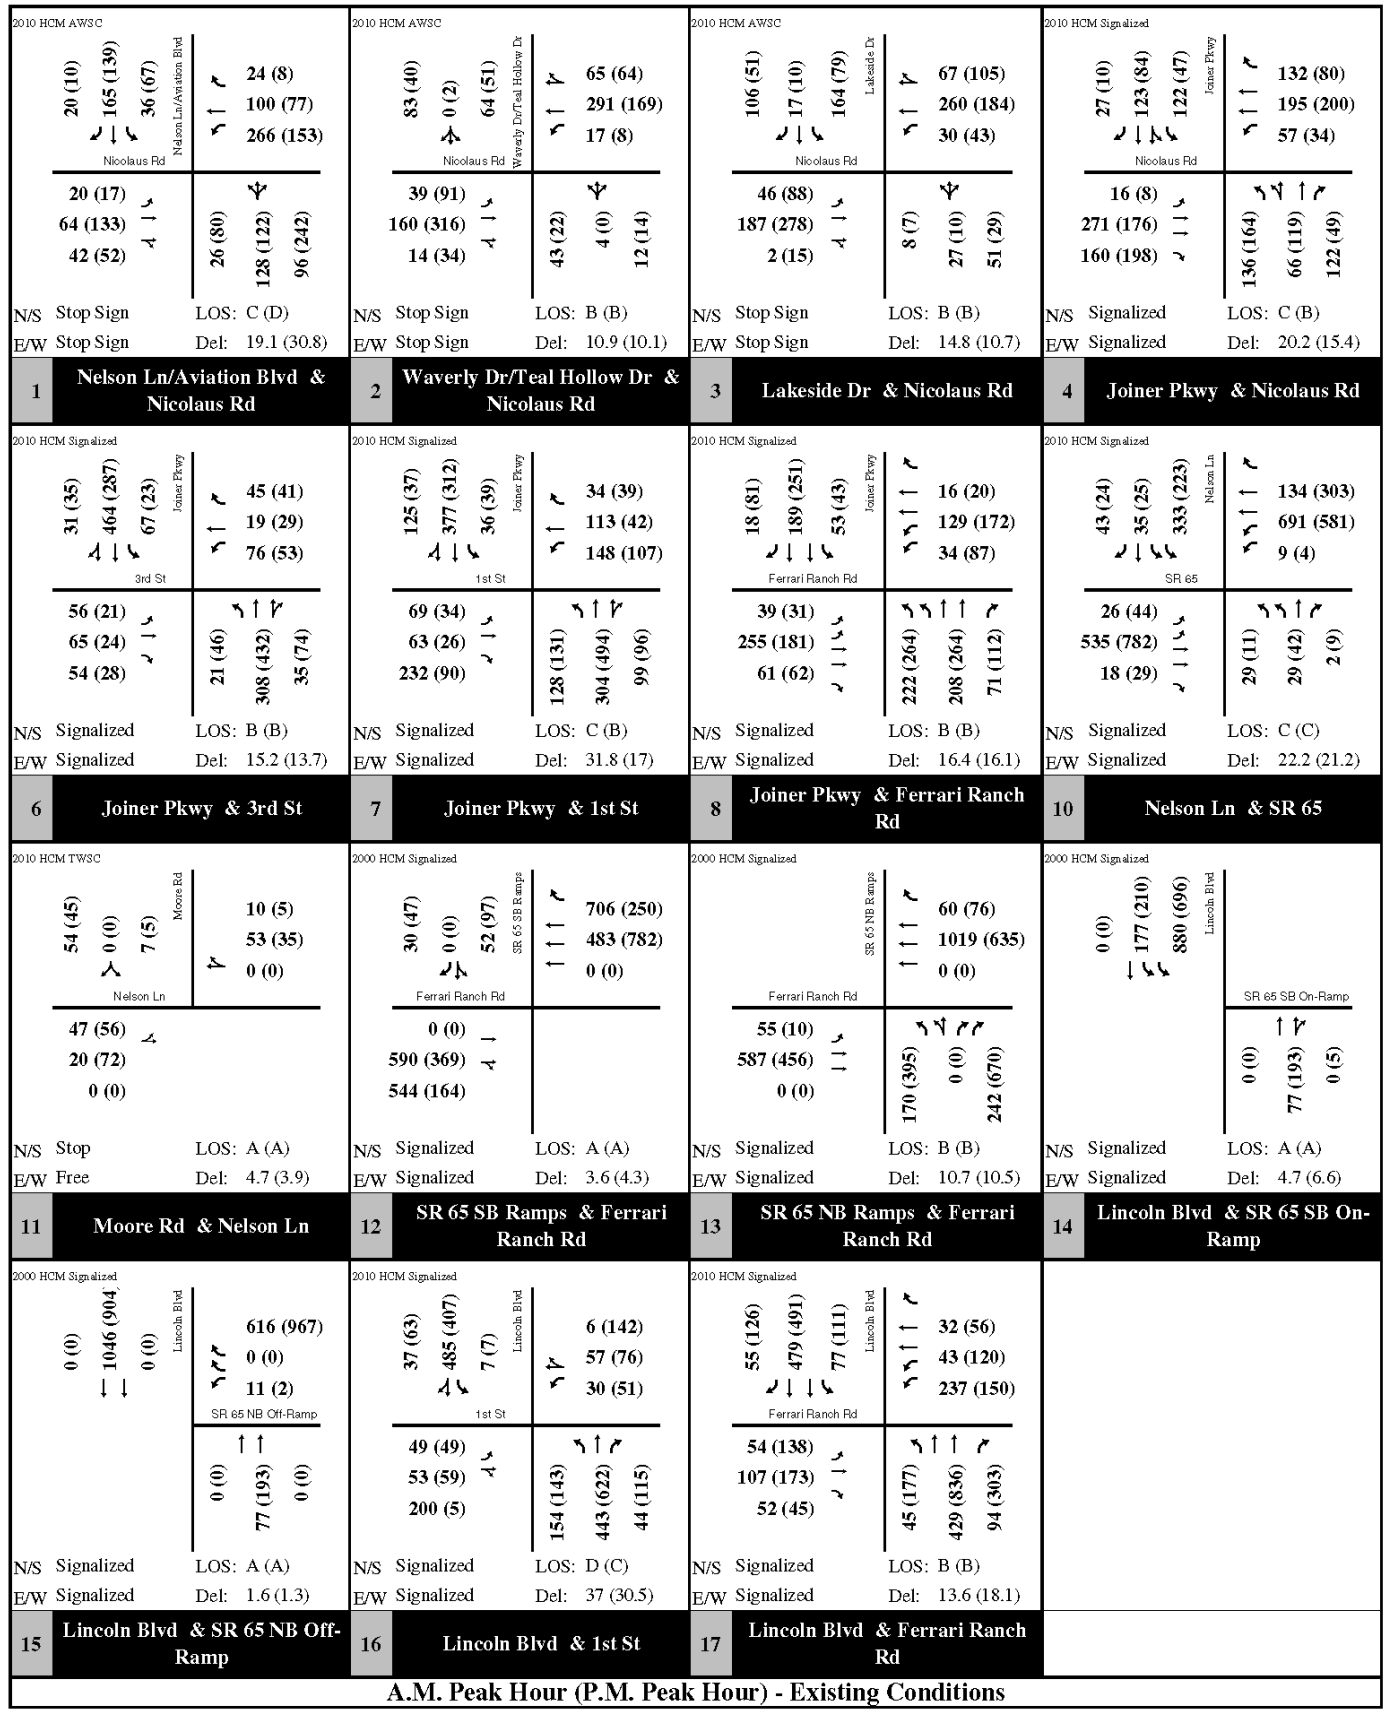 2010 HCM AWSC
20 (10)
165 (139)
36 (67)
Nelson Ln/Aviation Blvd
24 (8)
100 (77)
266 (153)
Nicolaus Rd
20 (17)
64 (133)
42 (52)
26 (80)
128 (122)
96 (242)
N/S Stop Sign LOS: C (D)
E/W Stop Sign Del: 19.1 (30.8)
1 Nelson Ln/Aviation Blvd & Nicolaus Rd
2010 HCM AWSC
83 (40)
0 (2)
64 (51)
Waverly Dr/Teal Hollow Dr
65 (64)
291 (169)
17 (8)
Nicolaus Rd
39 (91)
160 (316)
14 (34)
43 (22)
4 (0)
12 (14)
N/S Stop Sign LOS: B (B)
E/W Stop Sign Del: 10.9 (10.1)
2 Waverly Dr/Teal Hollow Dr & Nicolaus Rd
2010 HCM AWSC
106 (51)
17 (10)
164 (79)
Lakeside Dr
67 (105)
260 (184)
30 (43)
Nicolaus Rd
46 (88)
187 (278)
2 (15)
8 (7)
27 (10)
51 (29)
N/S Stop Sign LOS: B (B)
E/W Stop Sign Del: 14.8 (10.7)
3 Lakeside Dr & Nicolaus Rd
2010 HCM Signalized
27 (10)
123 (84)
122 (47)
Joiner Pkwy
132 (80)
195 (200)
57 (34)
Nicolaus Rd
16 (8)
271 (176)
160 (198)
136 (164)
66 (119)
122 (49)
N/S Signalized LOS: C (B)
E/W Signalized Del: 20.2 (15.4)
4 Joiner Pkwy & Nicolaus Rd
2010 HCM Signalized
31 (35)
464 (287)
67 (23)
Joiner Pkwy
45 (41)
19 (29)
76 (53)
3rd St
56 (21)
65 (24)
54 (28)
21 (46)
308 (432)
35 (74)
N/S Signalized LOS: B (B)
E/W Signalized Del: 15.2 (13.7)
6 Joiner Pkwy & 3rd St
2010 HCM Signalized
125 (37)
377 (312)
36 (39)
Joiner Pkwy
34 (39)
113 (42)
148 (107)
1st St
69 (34)
63 (26)
232 (90)
128 (131)
304 (494)
99 (96)
N/S Signalized LOS: C (B)
E/W Signalized Del: 31.8 (17)
7 Joiner Pkwy & 1st St
2010 HCM Signalized
18 (81)
189 (251)
53 (43)
Joiner Pkwy
16 (20)
129 (172)
34 (87)
Ferrari Ranch Rd
39 (31)
255 (181)
61 (62)
222 (264)
208 (264)
71 (112)
N/S Signalized LOS: B (B)
E/W Signalized Del: 16.4 (16.1)
8 Joiner Pkwy & Ferrari Ranch Rd
2010 HCM Signalized
43 (24)
35 (25)
333 (223)
Nelson Ln
134 (303)
691 (581)
9 (4)
SR 65
26 (44)
535 (782)
18 (29)
29 (11)
29 (42)
2 (9)
N/S Signalized LOS: C (C)
E/W Signalized Del: 22.2 (21.2)
10 Nelson Ln & SR 65
2010 HCM TWSC
54 (45)
0 (0)
7 (5)
Moore Rd
10 (5)
53 (35)
0 (0)
Nelson Ln
47 (56)
20 (72)
0 (0)
N/S Stop LOS: A (A)
E/W Free Del: 4.7 (3.9)
11 Moore Rd & Nelson Ln
2000 HCM Signalized
30 (47)
0 (0)
52 (97)
SR 65 SB Ramps
706 (250)
483 (782)
0 (0)
Ferrari Ranch Rd
0 (0)
590 (369)
544 (164)
N/S Signalized LOS: A (A)
E/W Signalized Del: 3.6 (4.3)
12 SR 65 SB Ramps & Ferrari Ranch Rd
2000 HCM Signalized
SR 65 NB Ramps
60 (76)
1019 (635)
0 (0)
Ferrari Ranch Rd
55 (10)
587 (456)
0 (0)
170 (395)
0 (0)
242 (670)
N/S Signalized LOS: B (B)
E/W Signalized Del: 10.7 (10.5)
13 SR 65 NB Ramps & Ferrari Ranch Rd
2000 HCM Signalized
0 (0)
177 (210)
880 (696)
Lincoln Blvd
SR 65 SB On-Ramp
0 (0)
77 (193)
0 (5)
N/S Signalized LOS: A (A)
E/W Signalized Del: 4.7 (6.6)
14 Lincoln Blvd & SR 65 SB On-Ramp
2000 HCM Signalized
0 (0)
1046 (904)
0 (0)
Lincoln Blvd
616 (967)
0 (0)
11 (2)
SR 65 NB Off-Ramp
0 (0)
77 (193)
0 (0)
N/S Signalized LOS: A (A)
E/W Signalized Del: 1.6 (1.3)
15 Lincoln Blvd & SR 65 NB Off-Ramp
2010 HCM Signalized
37 (63)
485 (407)
7 (7)
Lincoln Blvd
6 (142)
57 (76)
30 (51)
1st St
49 (49)
53 (59)
200 (5)
154 (143)
443 (622)
44 (115)
N/S Signalized LOS: D (C)
E/W Signalized Del: 37 (30.5)
16 Lincoln Blvd & 1st St
2010 HCM Signalized
55 (126)
479 (491)
77 (111)
Lincoln Blvd
32 (56)
43 (120)
237 (150)
Ferrari Ranch Rd
54 (138)
107 (173)
52 (45)
45 (177)
429 (836)
94 (303)
N/S Signalized LOS: B (B)
E/W Signalized Del: 13.6 (18.1)
17 Lincoln Blvd & Ferrari Ranch Rd
A.M. Peak Hour (P.M. Peak Hour) - Existing Conditions